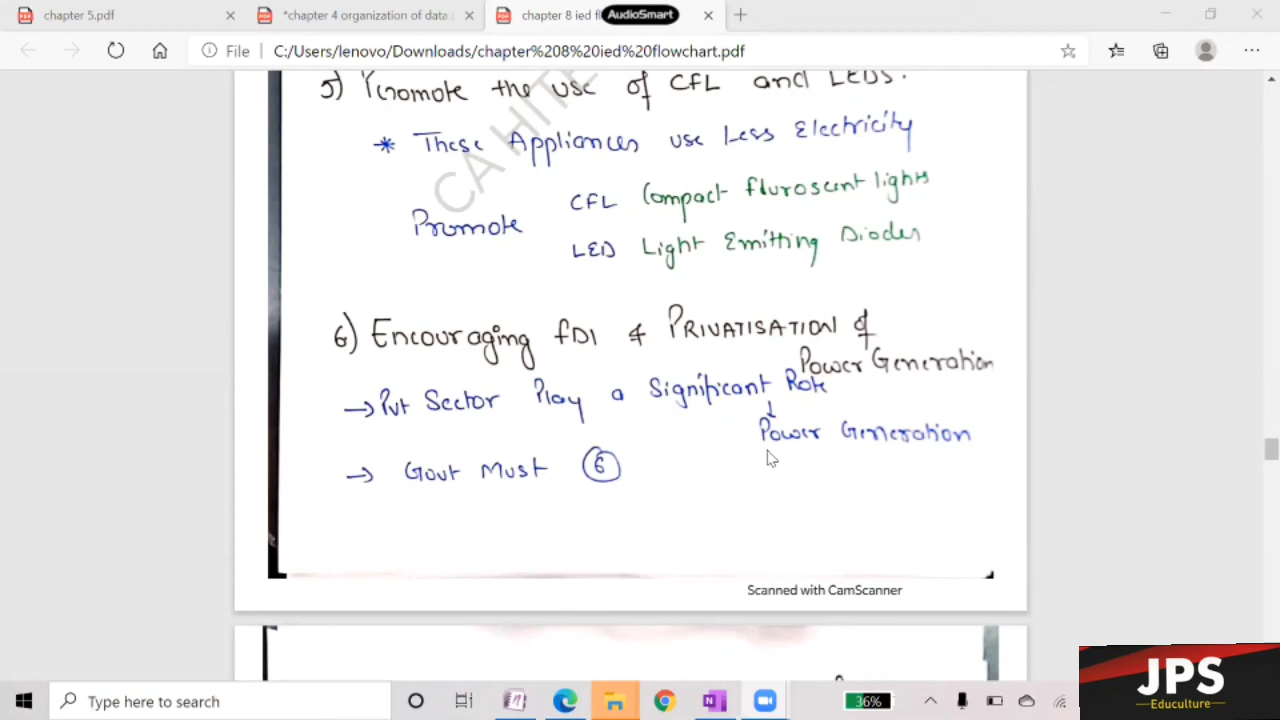 chapter 5.pdf
*chapter 4 organization of data
chapter 8 ied fl
AudioSmart
File
C:/Users/lenovo/Downloads/chapter%208%20ied%20flowchart.pdf
5) Promote the use of CFL and LEDs.
* These Appliances use Less Electricity
CFL Compact fluroscent lights
Promote
LED Light Emitting Diodes
6) Encouraging FDI & PRIVATISATION of
Power Generation
→ Pvt Sector Play a Significant Role
↓
Power Generation
→ Govt Must 6
CA HITE
Scanned with CamScanner
Type here to search
36%
JPS
Educulture